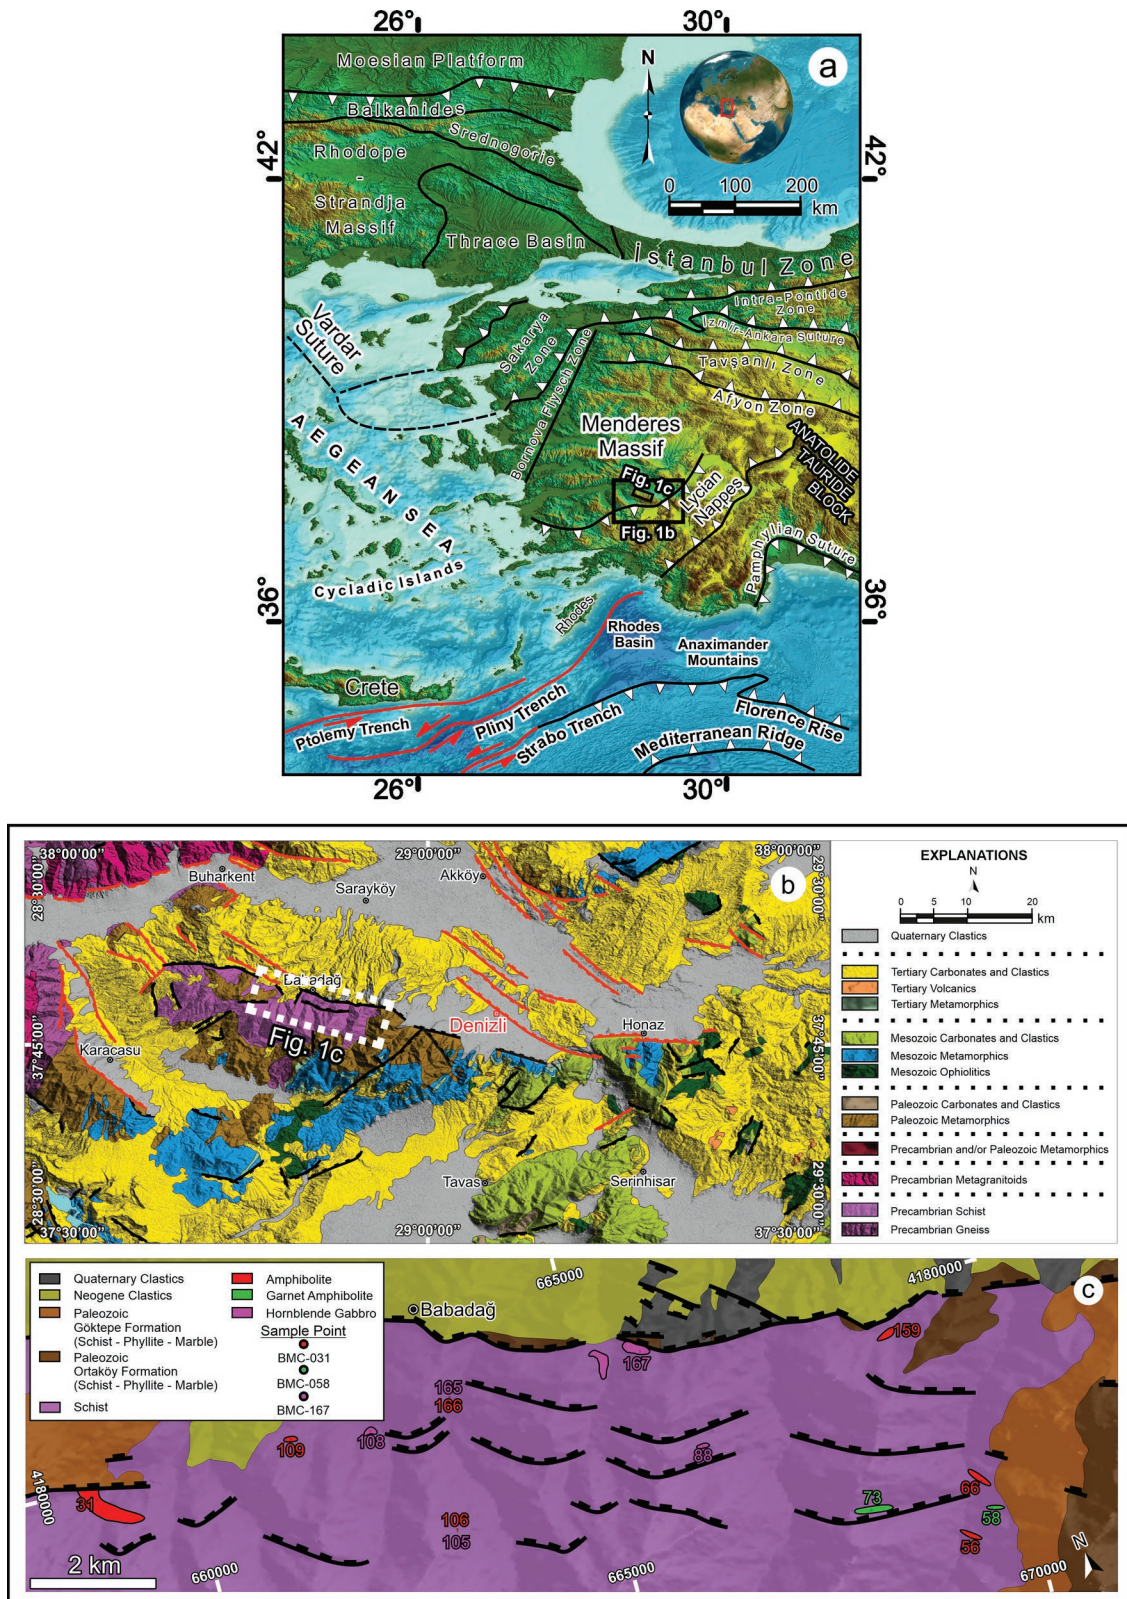 26°
30°
a
Moesian Platform
N
Balkanides
Srednogorie
Rhodope
-
Strandja
Massif
42°
42°
0 100 200
km
Thrace Basin
İstanbul Zone
Intra-Pontide
Zone
İzmir-Ankara Suture
Vardar
Suture
Sakarya
Zone
Tavşanlı Zone
Afyon Zone
Bornova Flysch Zone
Menderes
Massif
ANATOLIDE
TAURIDE
BLOCK
AEGEAN SEA
Fig. 1c
Lycian
Nappes
Fig. 1b
Pamphylian Suture
Cycladic Islands
36°
36°
Rhodes
Rhodes
Basin
Anaximander
Mountains
Crete
Ptolemy Trench
Pliny Trench
Strabo Trench
Florence Rise
Mediterranean Ridge
26°
30°
38°00'00"
29°00'00"
38°00'00"
28°30'00"
29°30'00"
b
Buharkent
Sarayköy
Akköy
Babadağ
Denizli
Honaz
Fig. 1c
Karacasu
37°45'00"
37°45'00"
Tavas
Serinhisar
28°30'00"
29°30'00"
37°30'00"
29°00'00"
37°30'00"
EXPLANATIONS
N
0 5 10 20
km
Quaternary Clastics
Tertiary Carbonates and Clastics
Tertiary Volcanics
Tertiary Metamorphics
Mesozoic Carbonates and Clastics
Mesozoic Metamorphics
Mesozoic Ophiolitics
Paleozoic Carbonates and Clastics
Paleozoic Metamorphics
Precambrian and/or Paleozoic Metamorphics
Precambrian Metagranitoids
Precambrian Schist
Precambrian Gneiss
Quaternary Clastics
Neogene Clastics
Paleozoic
Göktepe Formation
(Schist - Phyllite - Marble)
Paleozoic
Ortaköy Formation
(Schist - Phyllite - Marble)
Schist
Amphibolite
Garnet Amphibolite
Hornblende Gabbro
Sample Point
BMC-031
BMC-058
BMC-167
665000
4180000
c
Babadağ
159
167
165
166
108
109
88
31
66
73
58
106
105
56
4180000
2 km
660000
665000
670000
N